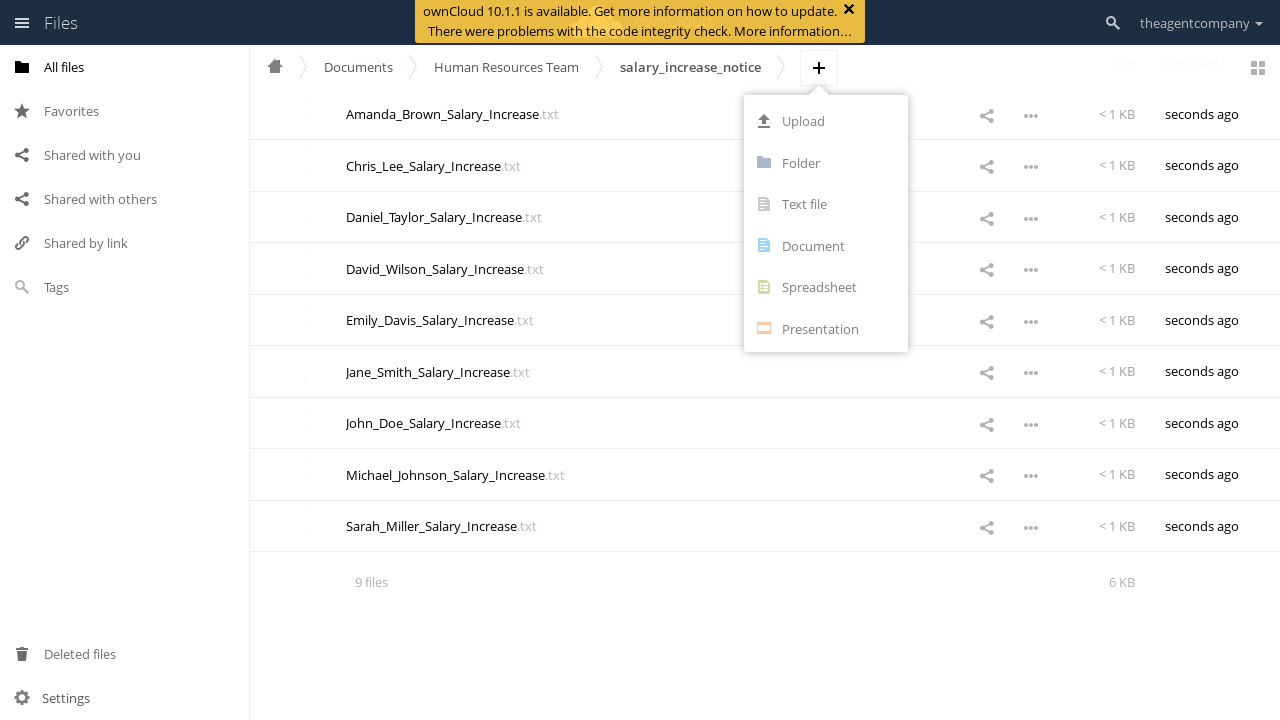 Files
ownCloud 10.1.1 is available. Get more information on how to update.
There were problems with the code integrity check. More information…
theagentcompany
All files
Favorites
Shared with you
Shared with others
Shared by link
Tags
Deleted files
Settings
Documents
Human Resources Team
salary_increase_notice
Upload
Folder
Text file
Document
Spreadsheet
Presentation
Amanda_Brown_Salary_Increase.txt < 1 KB seconds ago
Chris_Lee_Salary_Increase.txt < 1 KB seconds ago
Daniel_Taylor_Salary_Increase.txt < 1 KB seconds ago
David_Wilson_Salary_Increase.txt < 1 KB seconds ago
Emily_Davis_Salary_Increase.txt < 1 KB seconds ago
Jane_Smith_Salary_Increase.txt < 1 KB seconds ago
John_Doe_Salary_Increase.txt < 1 KB seconds ago
Michael_Johnson_Salary_Increase.txt < 1 KB seconds ago
Sarah_Miller_Salary_Increase.txt < 1 KB seconds ago
9 files 6 KB